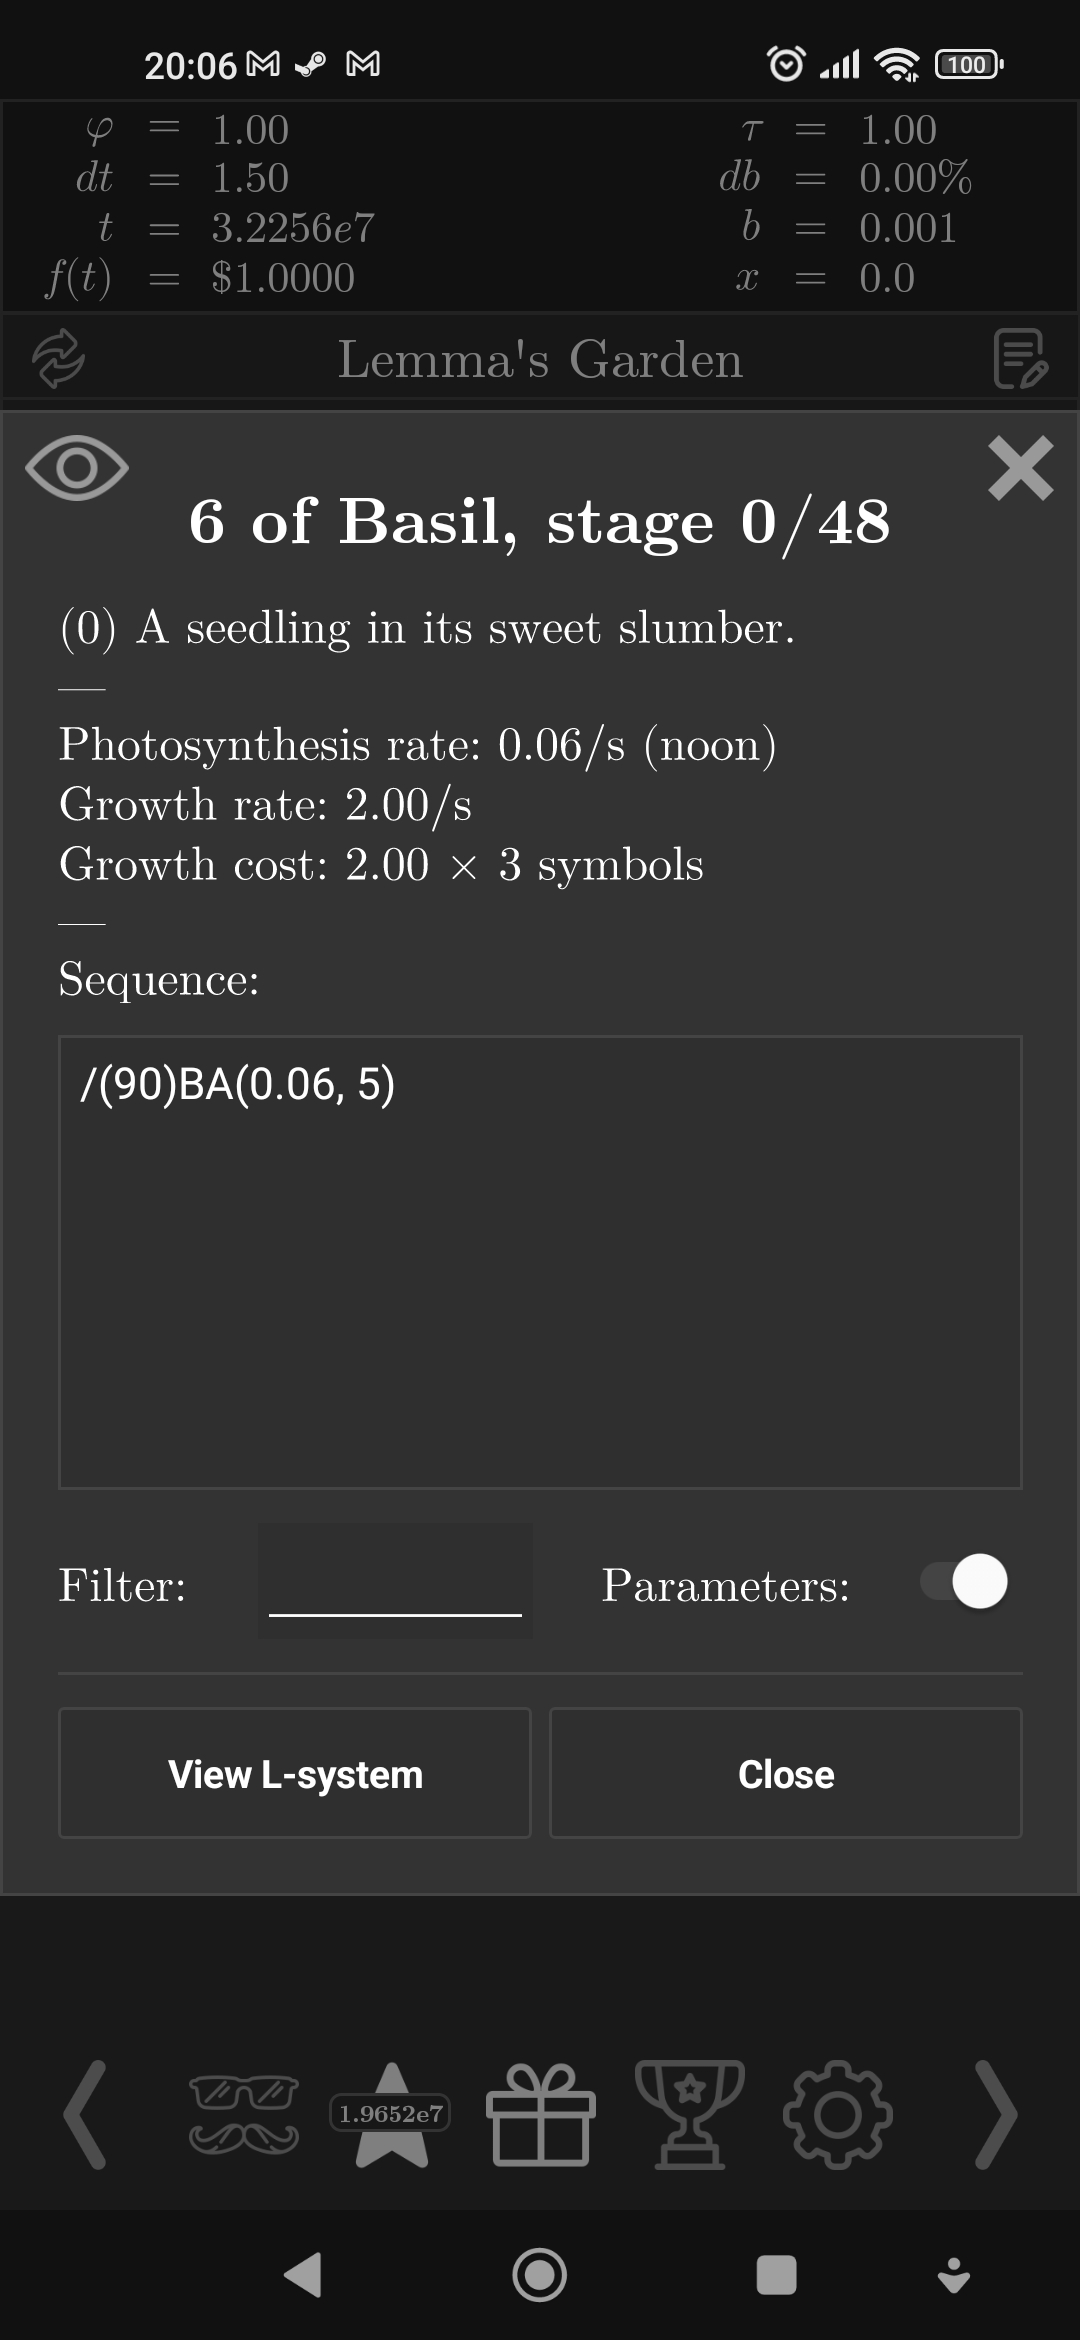 20:06
100
φ = 1.00 τ = 1.00
dt = 1.50 db = 0.00%
t = 3.2256e7 b = 0.001
f(t) = $1.0000 x = 0.0
Lemma's Garden
6 of Basil, stage 0/48
(0) A seedling in its sweet slumber.
—
Photosynthesis rate: 0.06/s (noon)
Growth rate: 2.00/s
Growth cost: 2.00 × 3 symbols
—
Sequence:
/(90)BA(0.06, 5)
Filter: Parameters:
View L-system Close
1.9652e7